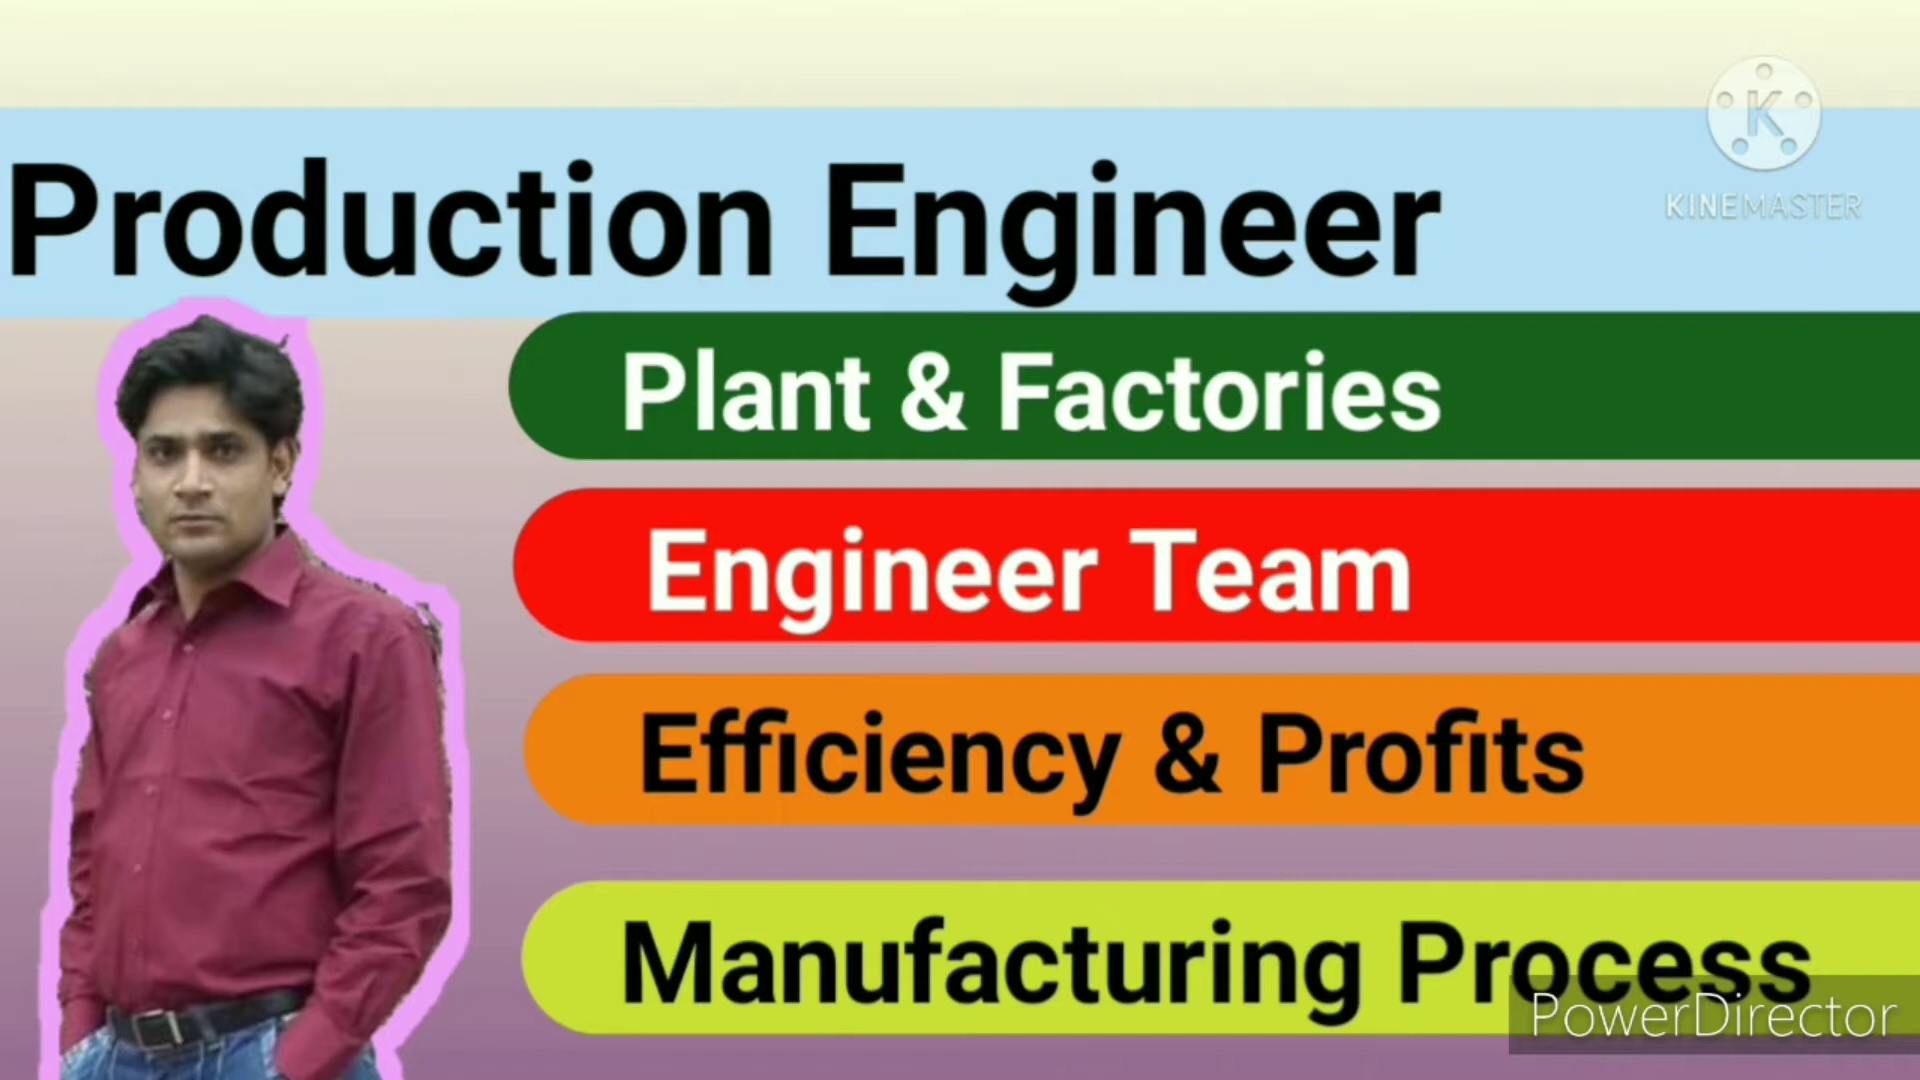 K
KINEMASTER
Production Engineer
Plant & Factories
Engineer Team
Efficiency & Profits
Manufacturing Process
PowerDirector